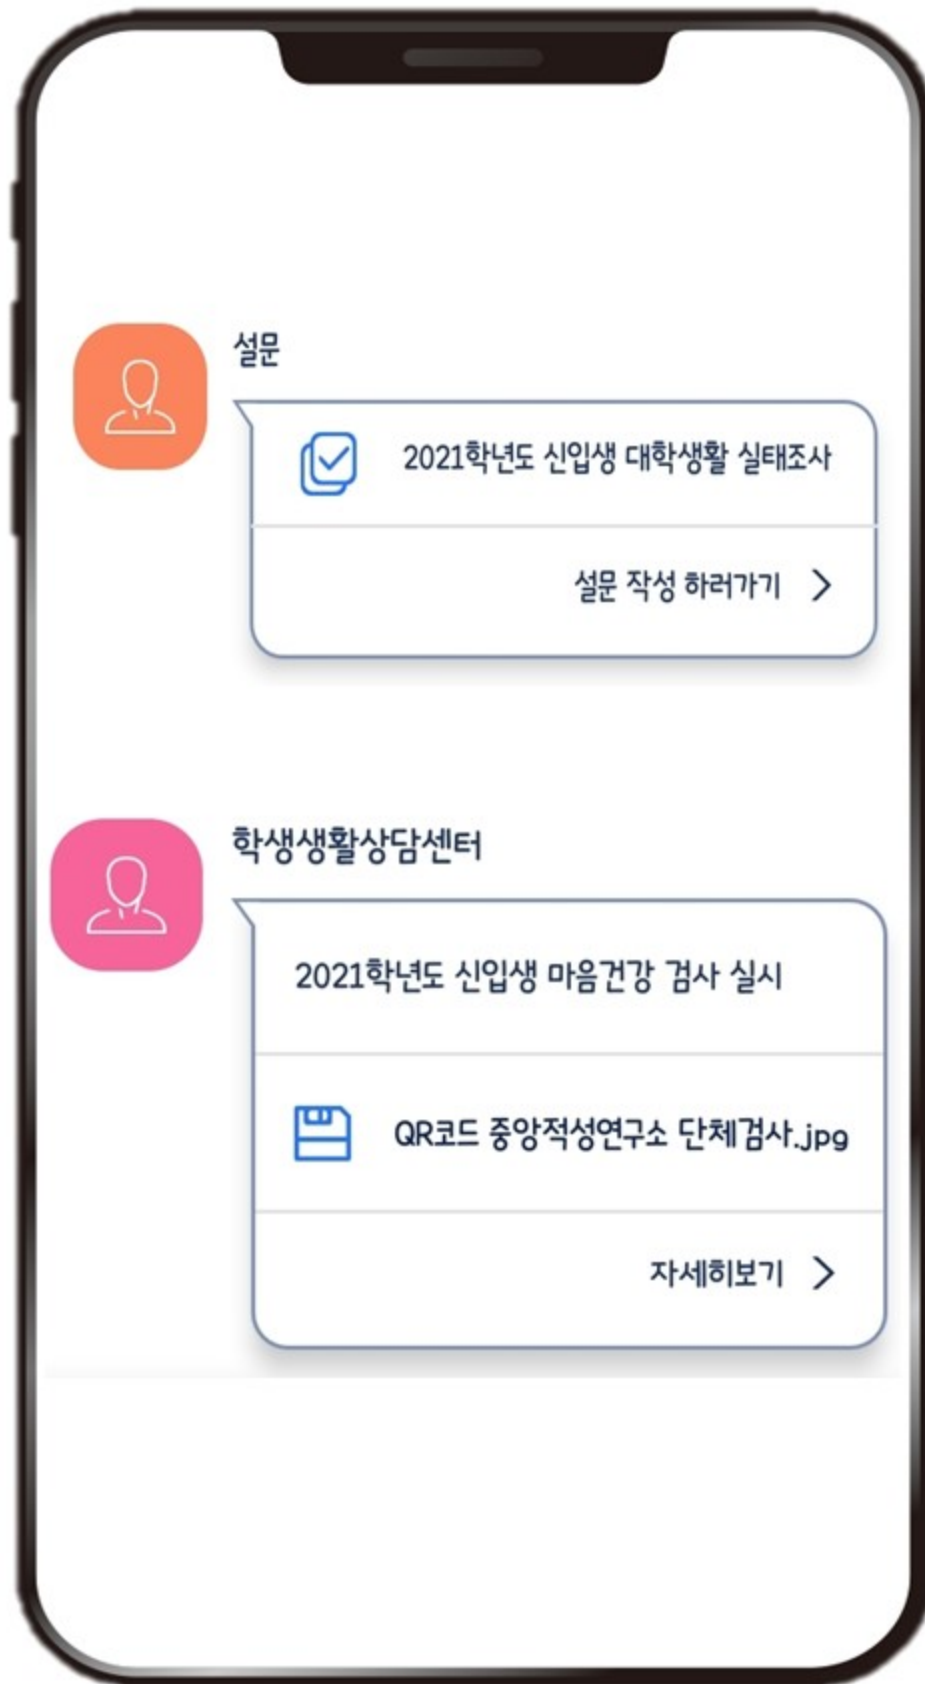 설문
2021학년도 신입생 대학생활 실태조사
설문 작성 하러가기
학생생활상담센터
2021학년도 신입생 마음건강 검사 실시
QR코드 중앙적성연구소 단체검사.jpg
자세히보기